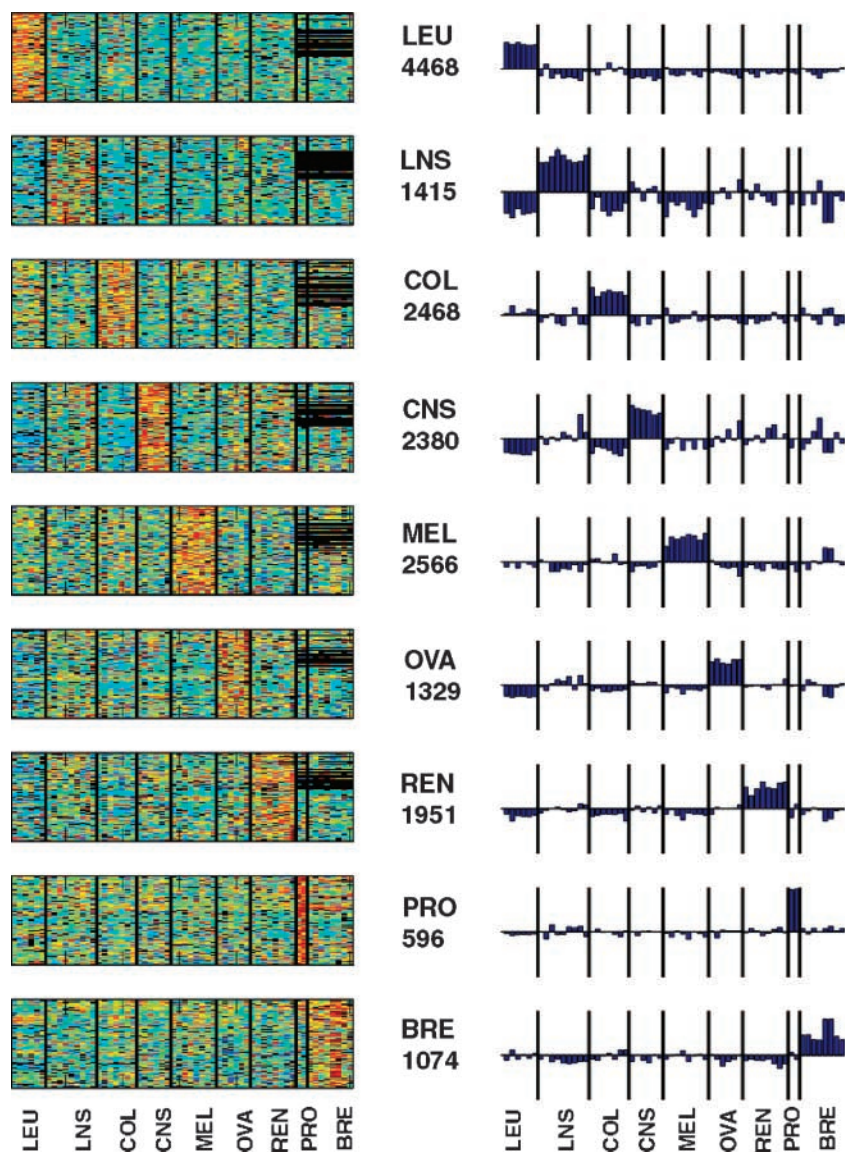 LEU
4468
LNS
1415
COL
2468
CNS
2380
MEL
2566
OVA
1329
REN
1951
PRO
596
BRE
1074
LEU LNS COL CNS MEL OVA REN PRO BRE LEU LNS COL CNS MEL OVA REN PRO BRE